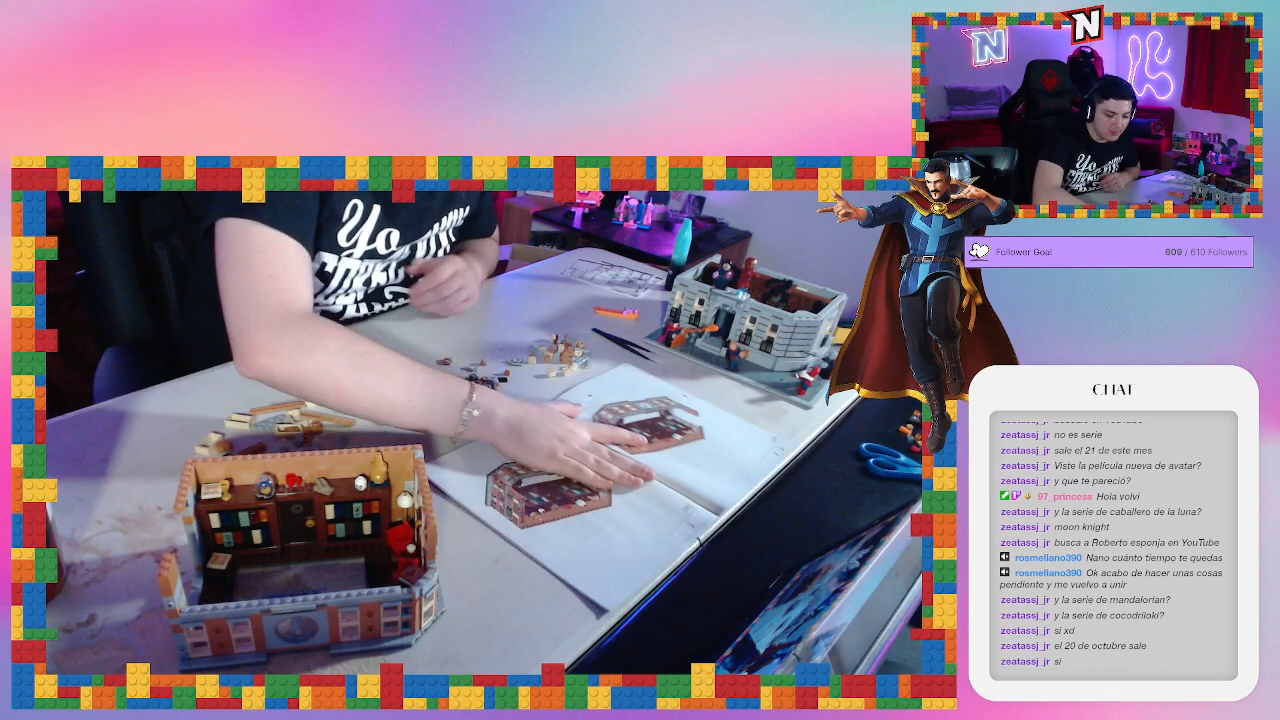 N
N
Yo
Follower Goal 609 / 610 Followers
Yo
CHAT
zeatassj_jr no es serie
zeatassj_jr sale el 21 de este mes
zeatassj_jr Viste la película nueva de avatar?
zeatassj_jr y que te pareció?
97_princess Hola volví
zeatassj_jr y la serie de caballero de la luna?
zeatassj_jr moon knight
zeatassj_jr busca a Roberto esponja en YouTube
rosmellano390 Nano cuánto tiempo te quedas
rosmellano390 Ok acabo de hacer unas cosas
pendiente y me vuelvo a unir
zeatassj_jr y la serie de mandalorian?
zeatassj_jr y la serie de cocodriloki?
zeatassj_jr si xd
zeatassj_jr el 20 de octubre sale
zeatassj_jr si